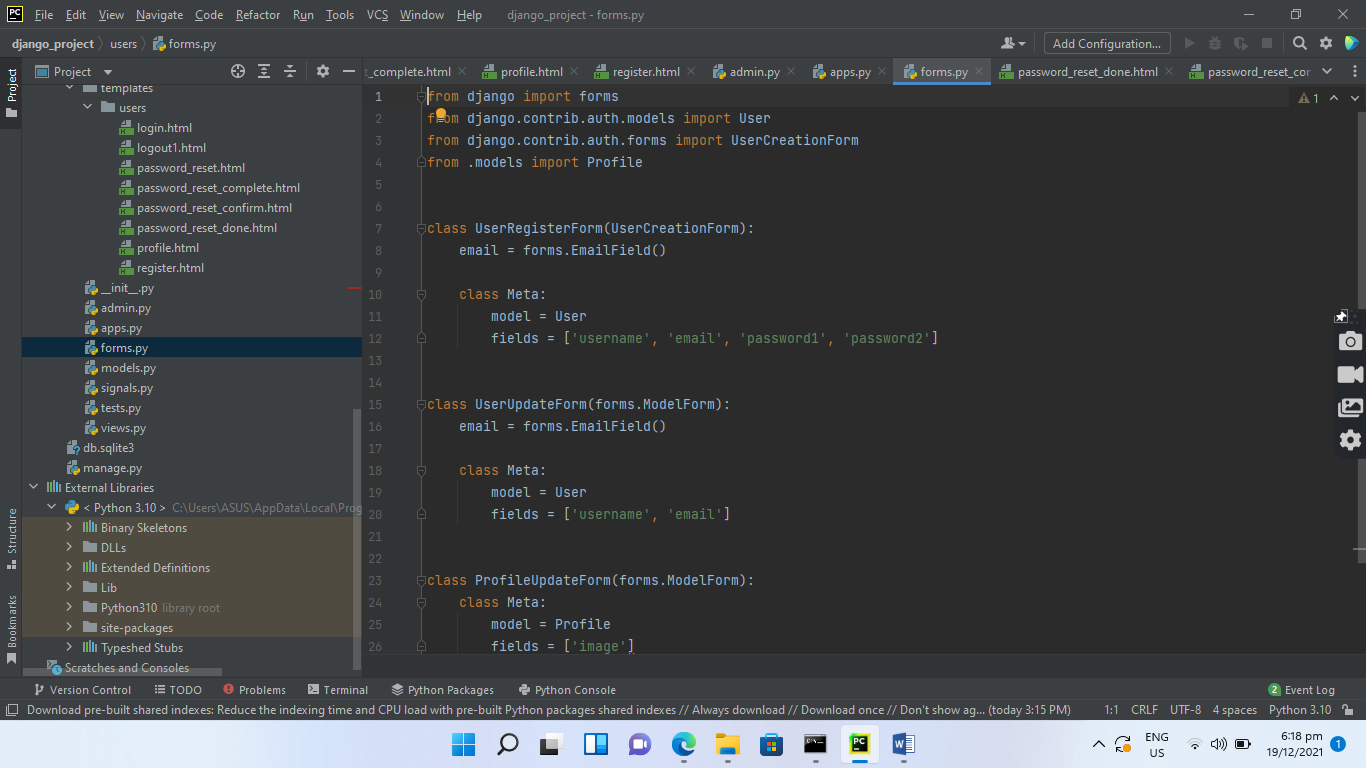 PC File Edit View Navigate Code Refactor Run Tools VCS Window Help django_project - forms.py
django_project users forms.py Add Configuration...
Project
Project
t_complete.html profile.html register.html admin.py apps.py forms.py password_reset_done.html password_reset_cor
templates
users
login.html
logout1.html
password_reset.html
password_reset_complete.html
password_reset_confirm.html
password_reset_done.html
profile.html
register.html
__init__.py
admin.py
apps.py
forms.py
models.py
signals.py
tests.py
views.py
db.sqlite3
manage.py
External Libraries
< Python 3.10 > C:\Users\ASUS\AppData\Local\Prog
Binary Skeletons
DLLs
Extended Definitions
Lib
Python310 library root
site-packages
Typeshed Stubs
Scratches and Consoles
Structure
Bookmarks
1 from django import forms
2 from django.contrib.auth.models import User
3 from django.contrib.auth.forms import UserCreationForm
4 from .models import Profile
5
6
7 class UserRegisterForm(UserCreationForm):
8 email = forms.EmailField()
9
10 class Meta:
11 model = User
12 fields = ['username', 'email', 'password1', 'password2']
13
14
15 class UserUpdateForm(forms.ModelForm):
16 email = forms.EmailField()
17
18 class Meta:
19 model = User
20 fields = ['username', 'email']
21
22
23 class ProfileUpdateForm(forms.ModelForm):
24 class Meta:
25 model = Profile
26 fields = ['image']
1
Version Control TODO Problems Terminal Python Packages Python Console 2 Event Log
Download pre-built shared indexes: Reduce the indexing time and CPU load with pre-built Python packages shared indexes // Always download // Download once // Don't show ag... (today 3:15 PM) 1:1 CRLF UTF-8 4 spaces Python 3.10
PC W
ENG
US
6:18 pm
19/12/2021
1